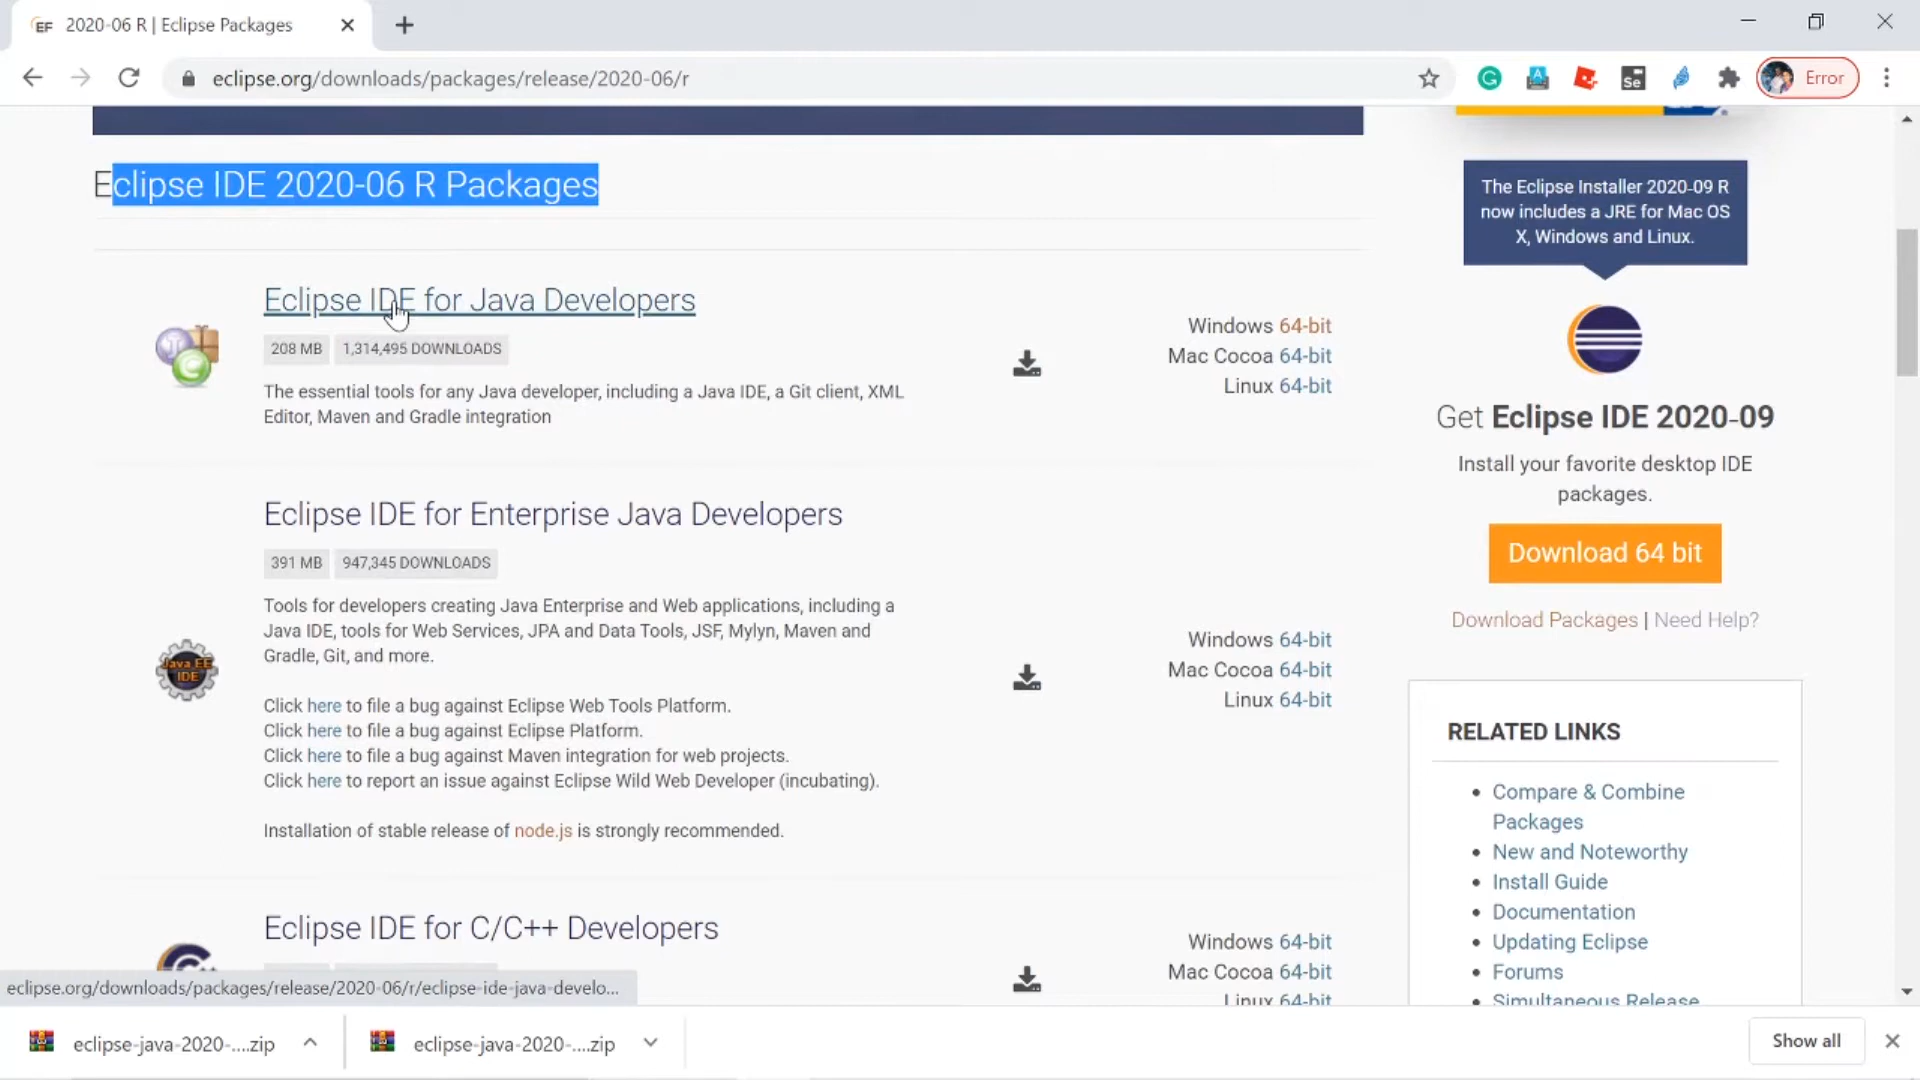 2020-06 R | Eclipse Packages
eclipse.org/downloads/packages/release/2020-06/r
Error
Eclipse IDE 2020-06 R Packages
Eclipse IDE for Java Developers
208 MB 1,314,495 DOWNLOADS
The essential tools for any Java developer, including a Java IDE, a Git client, XML
Editor, Maven and Gradle integration
Windows 64-bit
Mac Cocoa 64-bit
Linux 64-bit
Eclipse IDE for Enterprise Java Developers
391 MB 947,345 DOWNLOADS
Tools for developers creating Java Enterprise and Web applications, including a
Java IDE, tools for Web Services, JPA and Data Tools, JSF, Mylyn, Maven and
Gradle, Git, and more.
Click here to file a bug against Eclipse Web Tools Platform.
Click here to file a bug against Eclipse Platform.
Click here to file a bug against Maven integration for web projects.
Click here to report an issue against Eclipse Wild Web Developer (incubating).
Installation of stable release of node.js is strongly recommended.
Java EE
IDE
Windows 64-bit
Mac Cocoa 64-bit
Linux 64-bit
Eclipse IDE for C/C++ Developers
Windows 64-bit
Mac Cocoa 64-bit
Linux 64-bit
The Eclipse Installer 2020-09 R
now includes a JRE for Mac OS
X, Windows and Linux.
Get Eclipse IDE 2020-09
Install your favorite desktop IDE
packages.
Download 64 bit
Download Packages | Need Help?
RELATED LINKS
Compare & Combine
Packages
New and Noteworthy
Install Guide
Documentation
Updating Eclipse
Forums
Simultaneous Release
eclipse.org/downloads/packages/release/2020-06/r/eclipse-ide-java-develo...
eclipse-java-2020-....zip
eclipse-java-2020-....zip
Show all